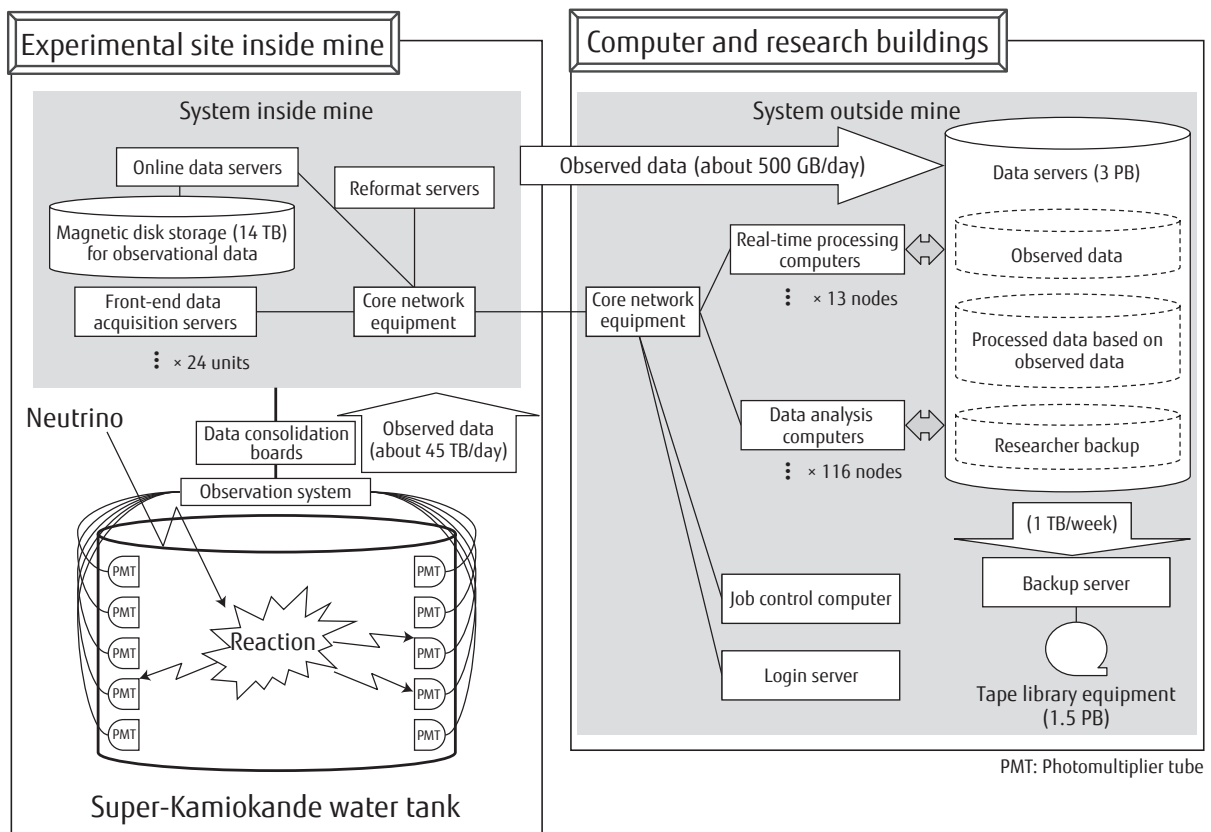 Experimental site inside mine
System inside mine
Online data servers
Reformat servers
Magnetic disk storage (14 TB)
for observational data
Front-end data
acquisition servers
× 24 units
Core network
equipment
Neutrino
Data consolidation
boards
Observed data
(about 45 TB/day)
Observation system
PMT
PMT
PMT
PMT
PMT
PMT
PMT
PMT
PMT
PMT
Reaction
Super-Kamiokande water tank
Computer and research buildings
System outside mine
Observed data (about 500 GB/day)
Data servers (3 PB)
Observed data
Processed data based on
observed data
Researcher backup
Real-time processing
computers
× 13 nodes
Core network
equipment
Data analysis
computers
× 116 nodes
(1 TB/week)
Backup server
Job control computer
Login server
Tape library equipment
(1.5 PB)
PMT: Photomultiplier tube